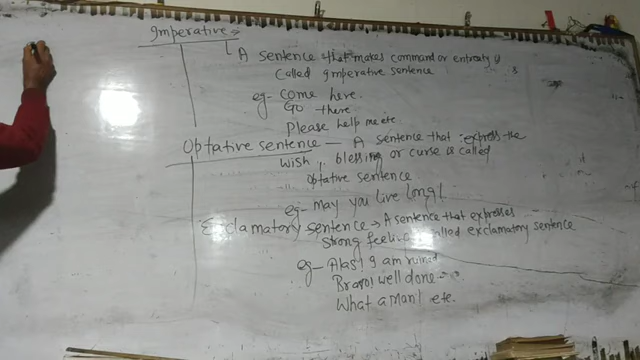 Imperative →
A sentence that makes command or entreaty is
Called Imperative sentence
eg- come here.
Go there.
Please help me etc.
Optative sentence — A sentence that express the
wish, blessing or curse is called
optative sentence.
eg- may you live long!
Exclamatory sentence → A sentence that expresses
strong feeling called exclamatory sentence
eg- Alas! I am ruined
Bravo! well done
What a man! etc.